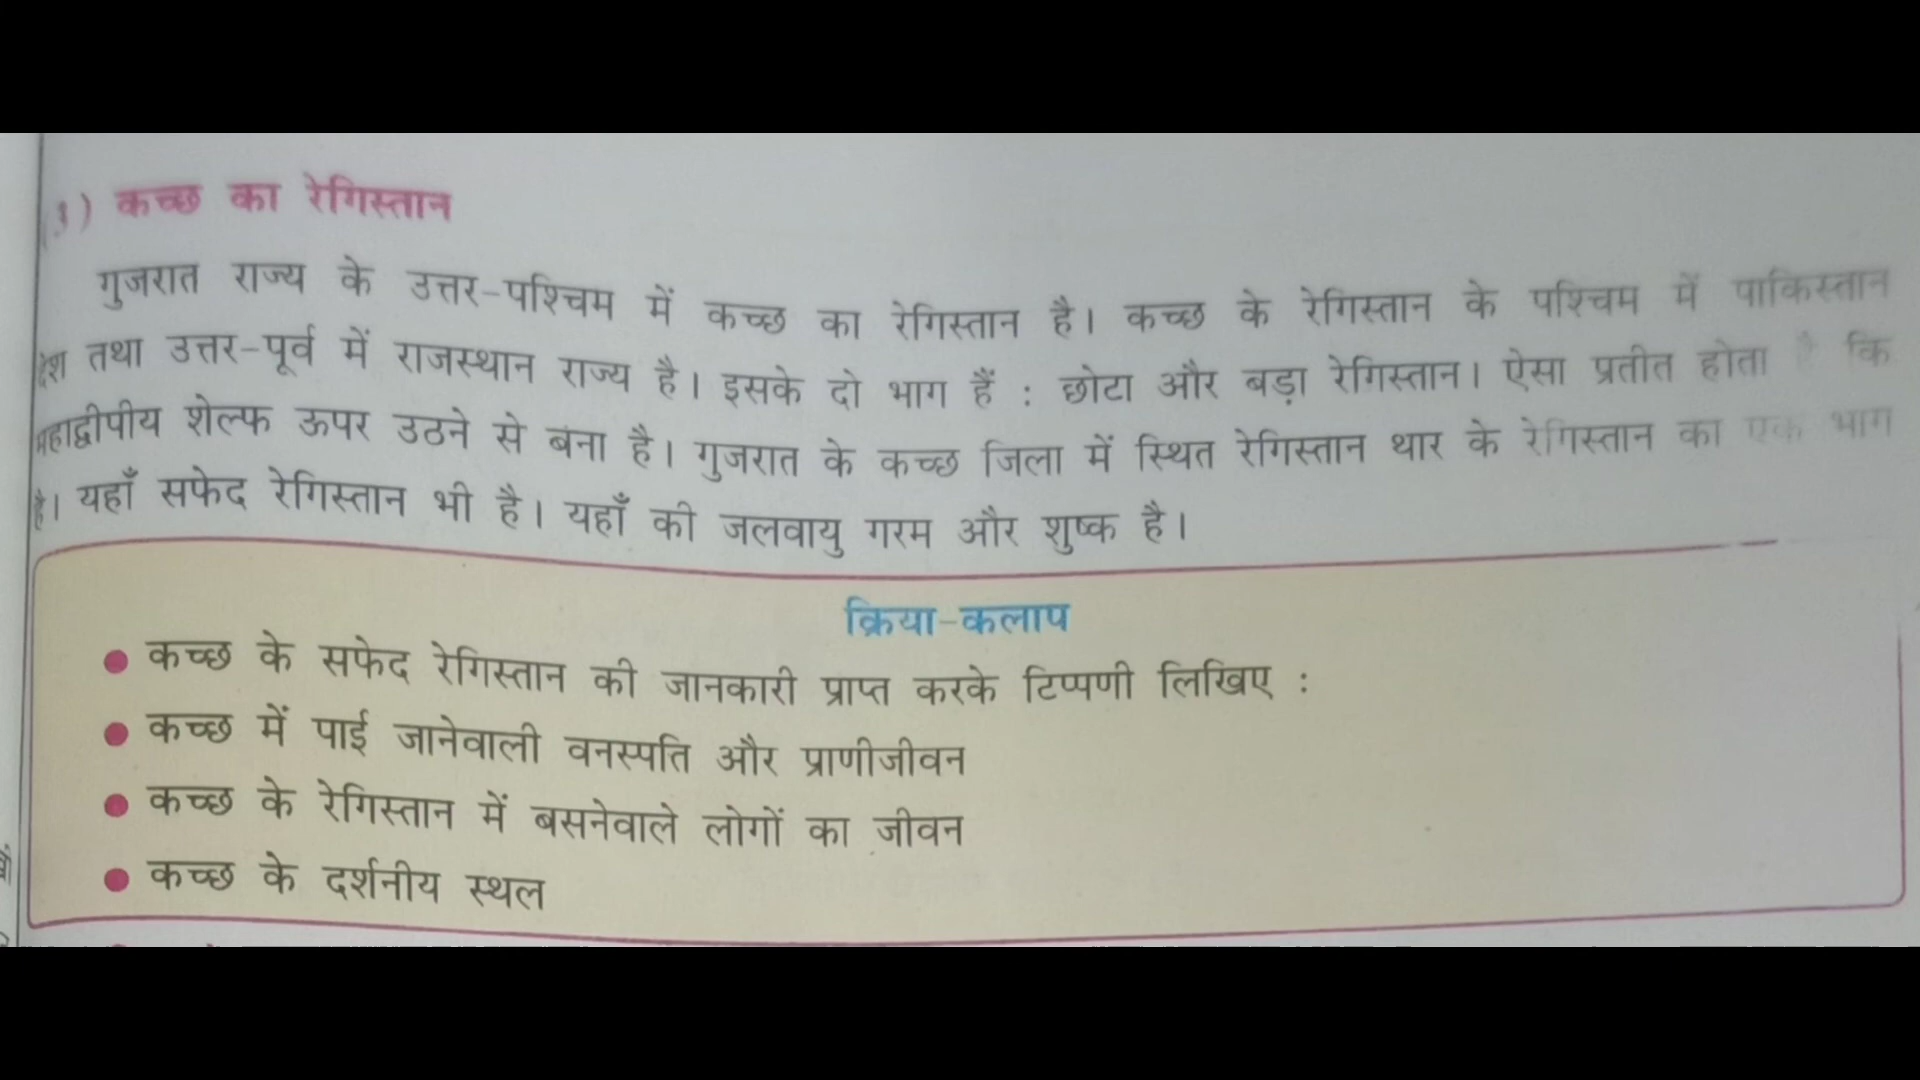 ) कच्छ का रेगिस्तान
गुजरात राज्य के उत्तर-पश्चिम में कच्छ का रेगिस्तान है। कच्छ के रेगिस्तान के पश्चिम में पाकिस्तान
देश तथा उत्तर-पूर्व में राजस्थान राज्य है। इसके दो भाग हैं : छोटा और बड़ा रेगिस्तान। ऐसा प्रतीत होता है कि
महाद्वीपीय शेल्फ ऊपर उठने से बना है। गुजरात के कच्छ जिला में स्थित रेगिस्तान थार के रेगिस्तान का एक भाग
है। यहाँ सफेद रेगिस्तान भी है। यहाँ की जलवायु गरम और शुष्क है।
क्रिया-कलाप
● कच्छ के सफेद रेगिस्तान की जानकारी प्राप्त करके टिप्पणी लिखिए :
● कच्छ में पाई जानेवाली वनस्पति और प्राणीजीवन
● कच्छ के रेगिस्तान में बसनेवाले लोगों का जीवन
● कच्छ के दर्शनीय स्थल